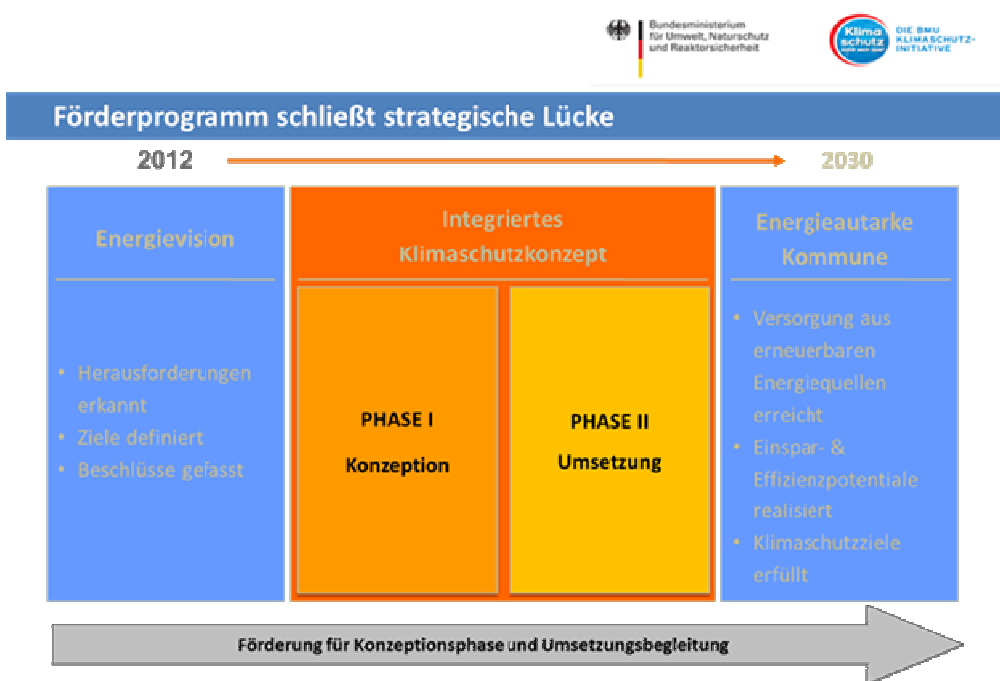 Bundesministerium
für Umwelt, Naturschutz
und Reaktorsicherheit
Klima
schutz
DIE BMU
KLIMASCHUTZ-
INITIATIVE
Förderprogramm schließt strategische Lücke
2012
2030
Energievision
• Herausforderungen
erkannt
• Ziele definiert
• Beschlüsse gefasst
Integriertes
Klimaschutzkonzept
PHASE I
Konzeption
PHASE II
Umsetzung
Energieautarke
Kommune
• Versorgung aus
erneuerbaren
Energiequellen
erreicht
• Einspar- &
Effizienzpotentiale
realisiert
• Klimaschutzziele
erfüllt
Förderung für Konzeptionsphase und Umsetzungsbegleitung